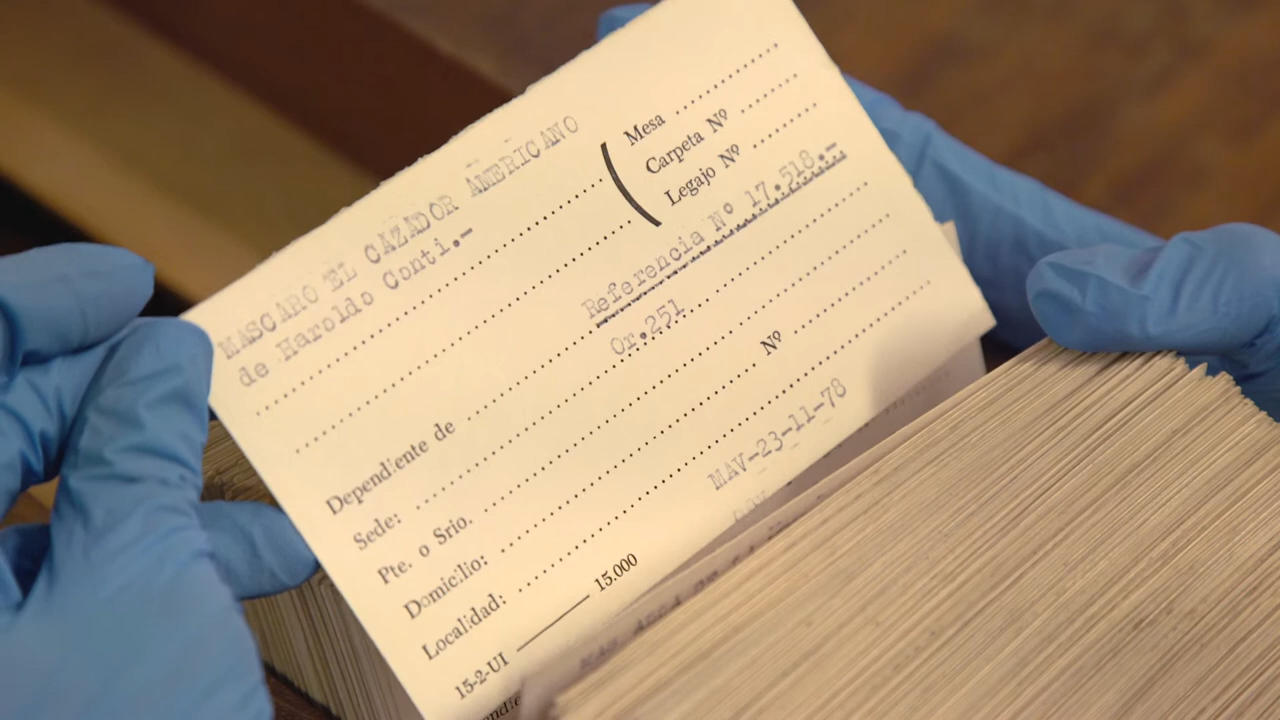 MASCARO EL CAZADOR AMERICANO
de Haroldo Conti.-
Mesa
Carpeta Nº
Legajo Nº
Referencia Nº 17.518.-
Dependiente de
Or.251
Sede:
Pte. o Srio.
Nº
Domicilio:
Localidad:
MAV-23-11-78
15-2-UI 15.000